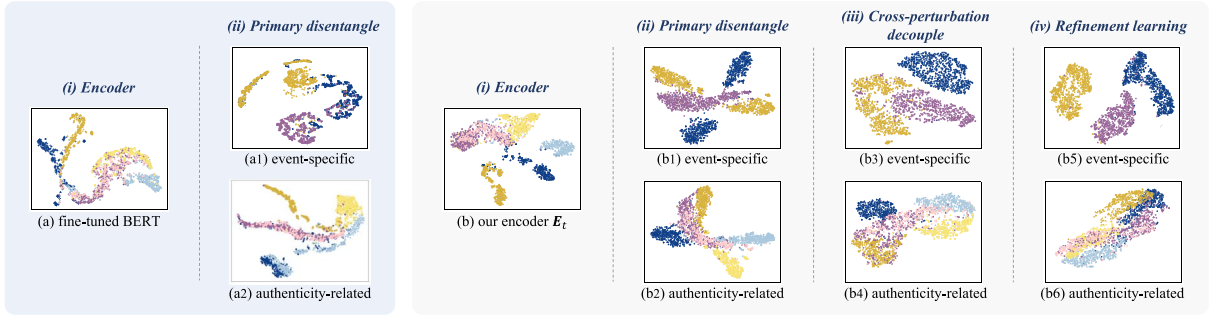 (i) Encoder
(a) fine-tuned BERT
(ii) Primary disentangle
(a1) event-specific
(a2) authenticity-related
(i) Encoder
(b) our encoder Eₜ
(ii) Primary disentangle
(b1) event-specific
(b2) authenticity-related
(iii) Cross-perturbation
decouple
(b3) event-specific
(b4) authenticity-related
(iv) Refinement learning
(b5) event-specific
(b6) authenticity-related